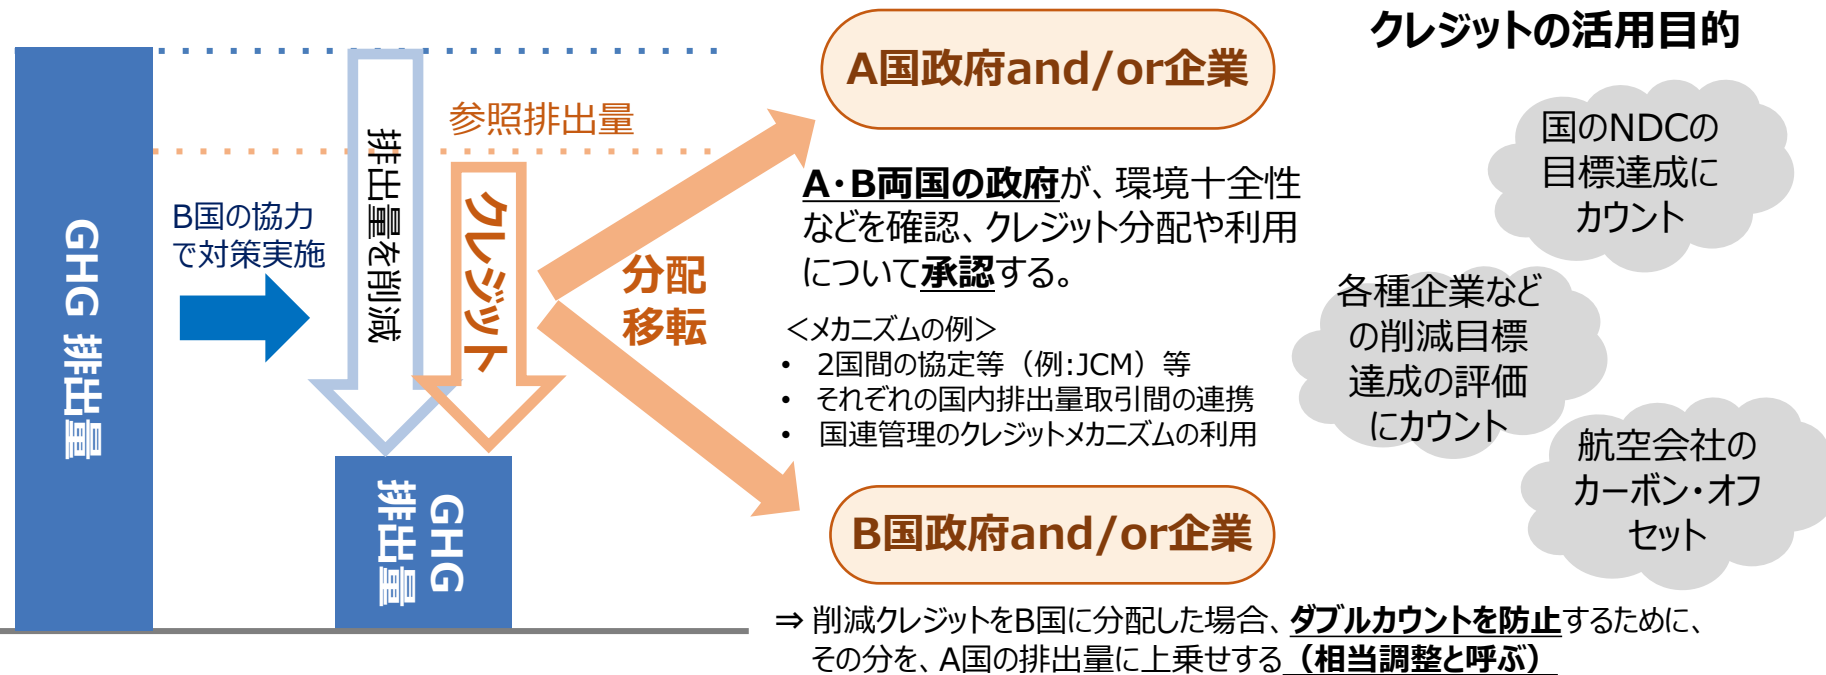 GHG 排出量
B国の協力
で対策実施
排出量を削減
参照排出量
クレジット
GHG
排出量
分配
移転
A国政府and/or企業
A・B両国の政府が、環境十全性
などを確認、クレジット分配や利用
について承認する。
＜メカニズムの例＞
• 2国間の協定等（例:JCM）等
• それぞれの国内排出量取引間の連携
• 国連管理のクレジットメカニズムの利用
B国政府and/or企業
⇒ 削減クレジットをB国に分配した場合、ダブルカウントを防止するために、
その分を、A国の排出量に上乗せする（相当調整と呼ぶ）
クレジットの活用目的
国のNDCの
目標達成に
カウント
各種企業など
の削減目標
達成の評価
にカウント
航空会社の
カーボン・オフ
セット